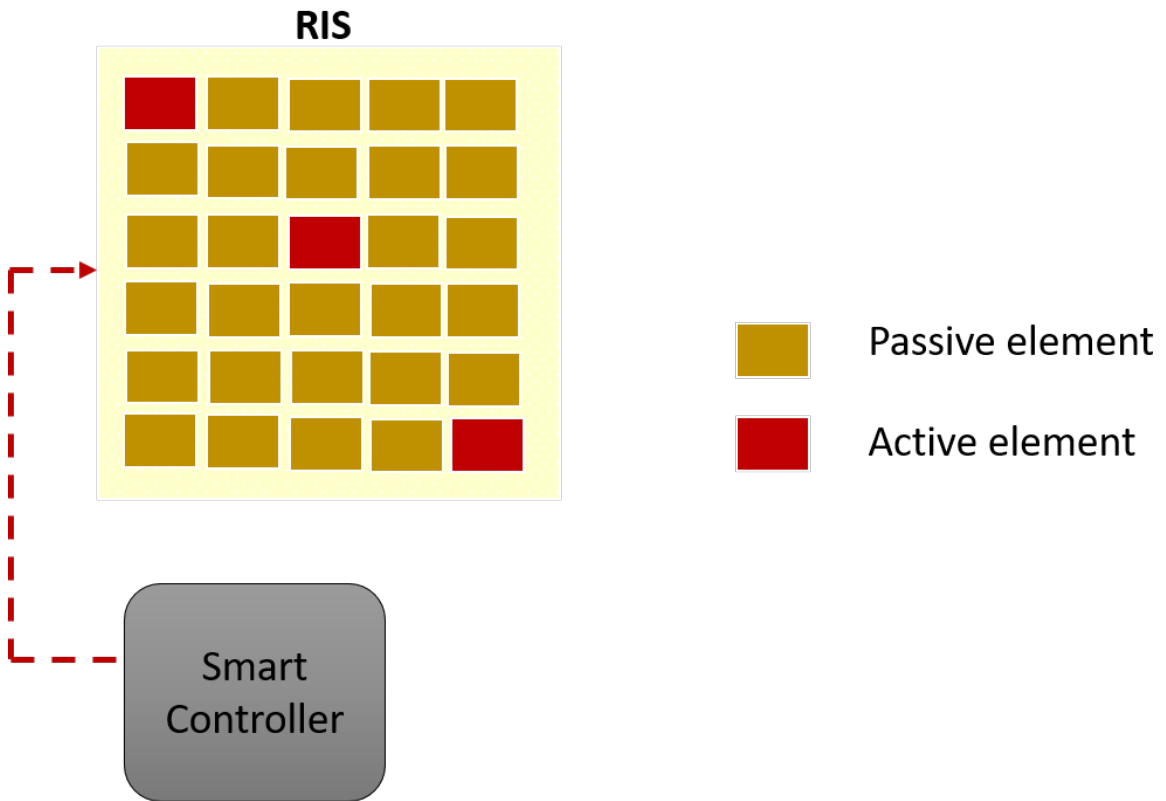 RIS
Passive element
Active element
Smart
Controller